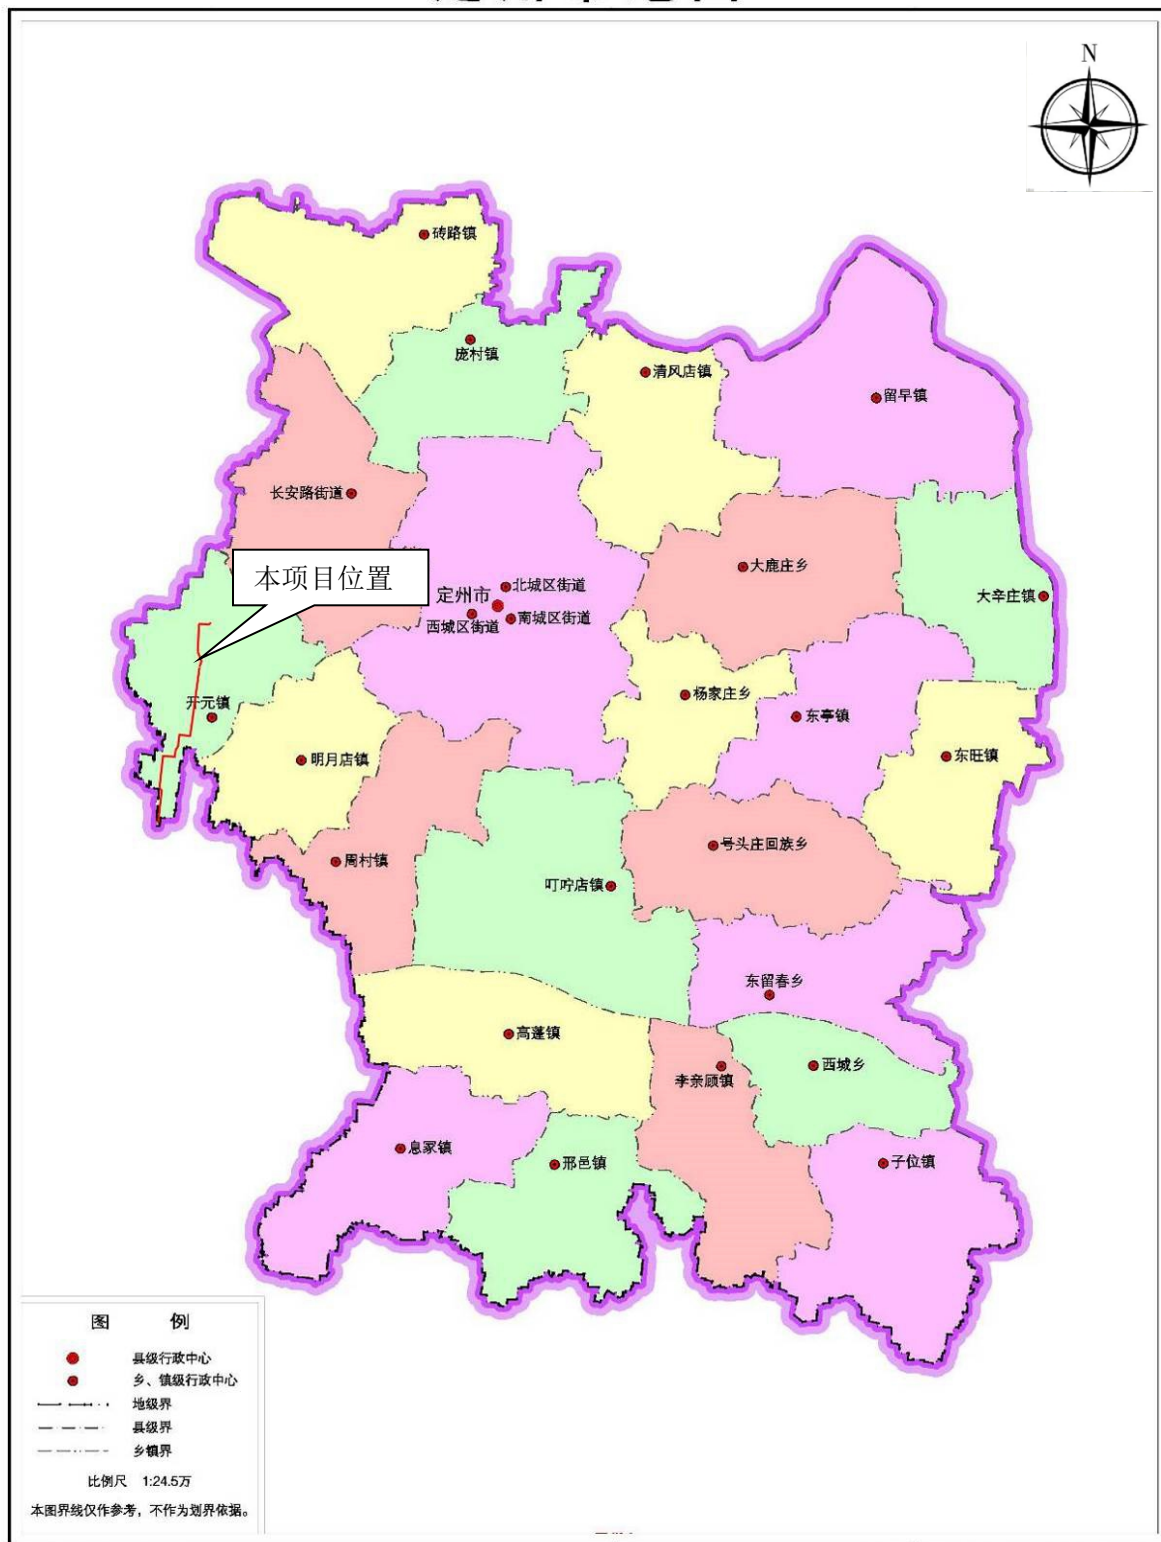 N
砖路镇
庞村镇
清风店镇
留早镇
长安路街道
大鹿庄乡
本项目位置
北城区街道
定州市
大辛庄镇
西城区街道
南城区街道
杨家庄乡
开元镇
东亭镇
明月店镇
东旺镇
号头庄回族乡
周村镇
叮咛店镇
东留春乡
高蓬镇
西城乡
李亲顾镇
息冢镇
邢邑镇
子位镇
图 例
县级行政中心
乡、镇级行政中心
地级界
县级界
乡镇界
比例尺 1:24.5万
本图界线仅作参考，不作为划界依据。